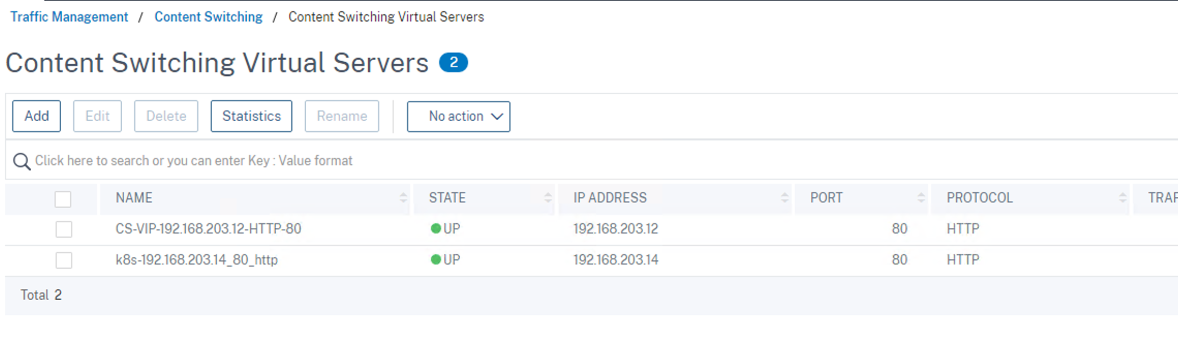 Traffic Management / Content Switching / Content Switching Virtual Servers
Content Switching Virtual Servers 2
Add Edit Delete Statistics Rename No action
Click here to search or you can enter Key : Value format
NAME STATE IP ADDRESS PORT PROTOCOL TRAF
CS-VIP-192.168.203.12-HTTP-80 UP 192.168.203.12 80 HTTP
k8s-192.168.203.14_80_http UP 192.168.203.14 80 HTTP
Total 2